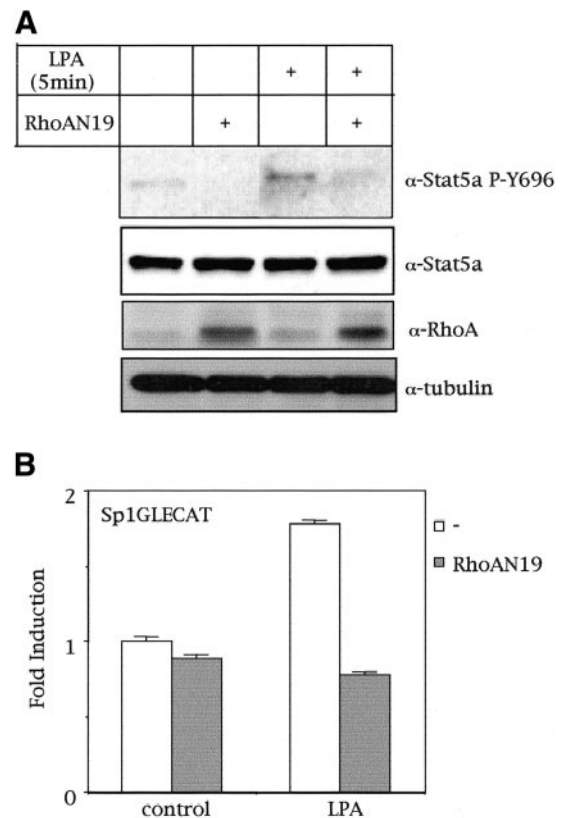 A
LPA
(5min)
+
+
RhoAN19
+
+
α-Stat5a P-Y696
α-Stat5a
α-RhoA
α-tubulin
B
2
1
0
Fold Induction
Sp1GLECAT
-
RhoAN19
control
LPA